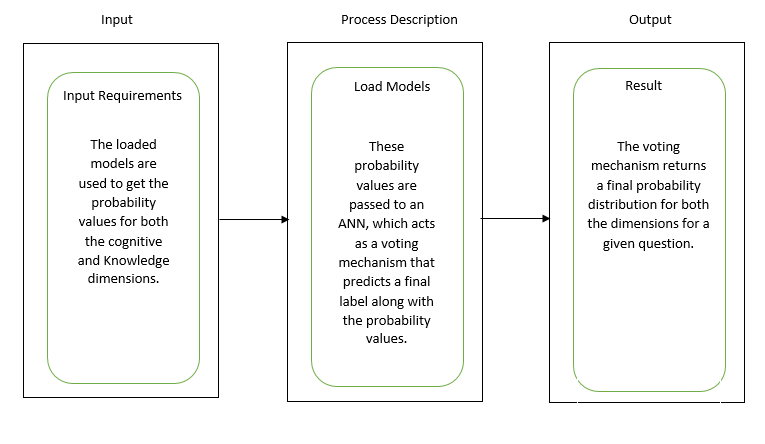 Input
Process Description
Output
Input Requirements
The loaded
models are
used to get the
probability
values for both
the cognitive
and Knowledge
dimensions.
Load Models
These
probability
values are
passed to an
ANN, which acts
as a voting
mechanism that
predicts a final
label along with
the probability
values.
Result
The voting
mechanism returns
a final probability
distribution for both
the dimensions for a
given question.